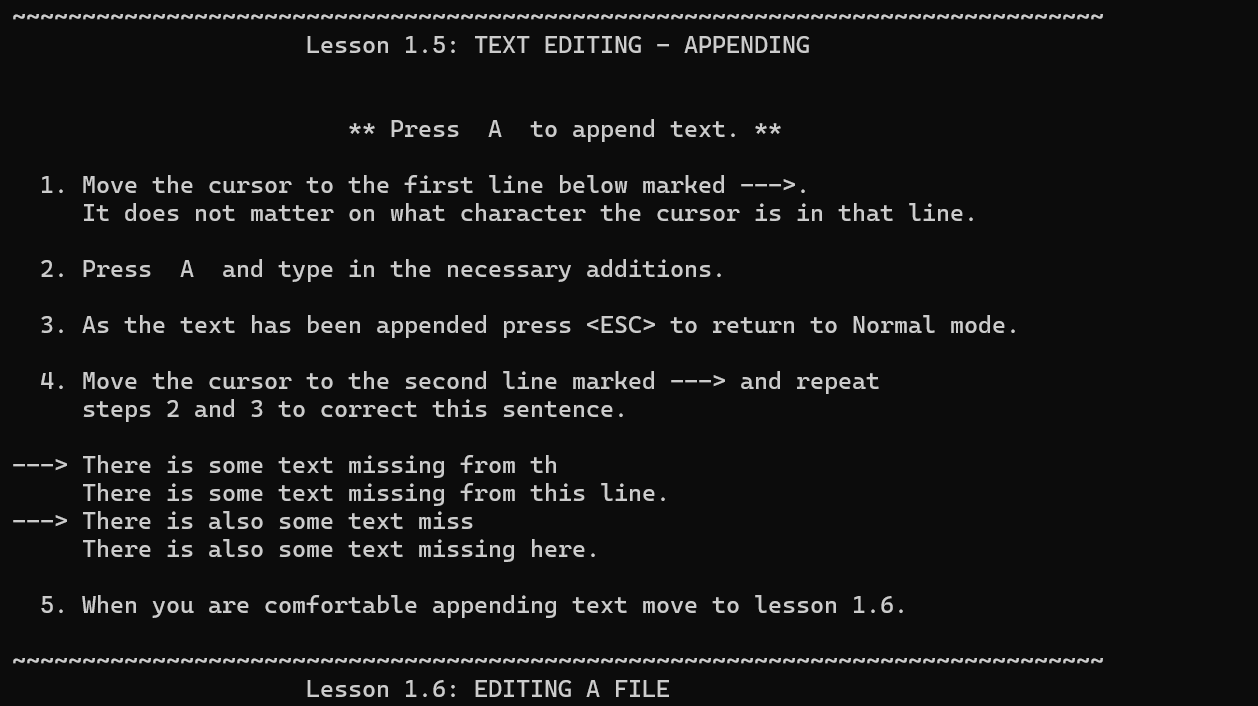 ~~~~~~~~~~~~~~~~~~~~~~~~~~~~~~~~~~~~~~~~~~~~~~~~~~~~~~~~~~~~~~~~~~~~~~~~~~~~~~
Lesson 1.5: TEXT EDITING - APPENDING
** Press  A  to append text. **
1. Move the cursor to the first line below marked --->.
It does not matter on what character the cursor is in that line.
2. Press  A  and type in the necessary additions.
3. As the text has been appended press <ESC> to return to Normal mode.
4. Move the cursor to the second line marked ---> and repeat
steps 2 and 3 to correct this sentence.
---> There is some text missing from th
There is some text missing from this line.
---> There is also some text miss
There is also some text missing here.
5. When you are comfortable appending text move to lesson 1.6.
~~~~~~~~~~~~~~~~~~~~~~~~~~~~~~~~~~~~~~~~~~~~~~~~~~~~~~~~~~~~~~~~~~~~~~~~~~~~~~
Lesson 1.6: EDITING A FILE